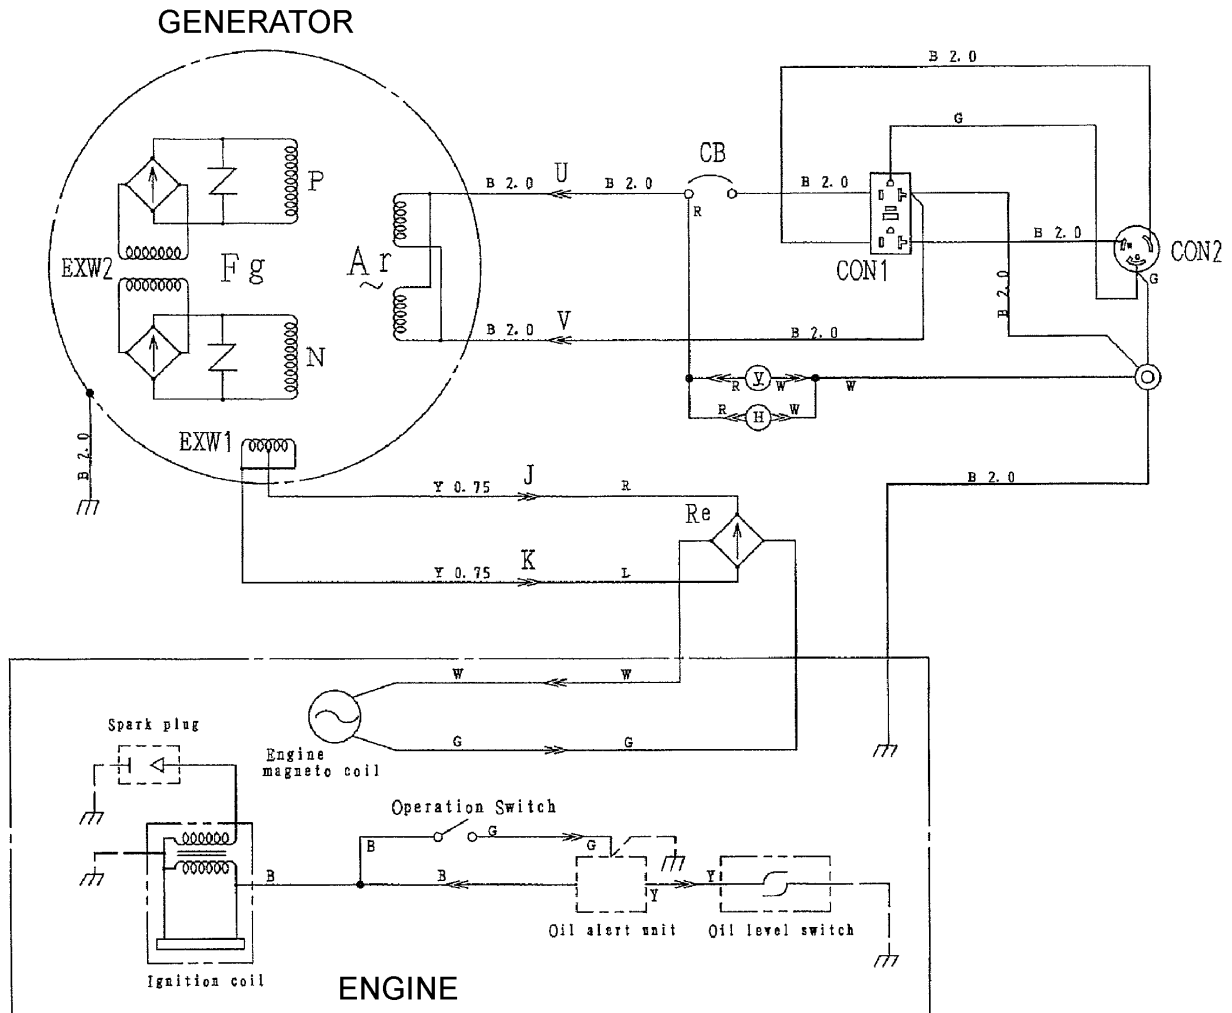 GENERATOR
B 2.0
G
CB
U
B 2.0
B 2.0
B 2.0
R
P
EXW2
Fg
Ar
~
CON1
B 2.0
CON2
G
B 2.0
V
B 2.0
B 2.0
N
R
V
W
W
R
H
W
EXW1
B 2.0
J
Y 0.75
R
B 2.0
Re
K
Y 0.75
L
W
W
Spark plug
G
G
Engine
magneto coil
Operation Switch
G
B
G
B
B
Y
Y
Oil alert unit
Oil level switch
Ignition coil
ENGINE